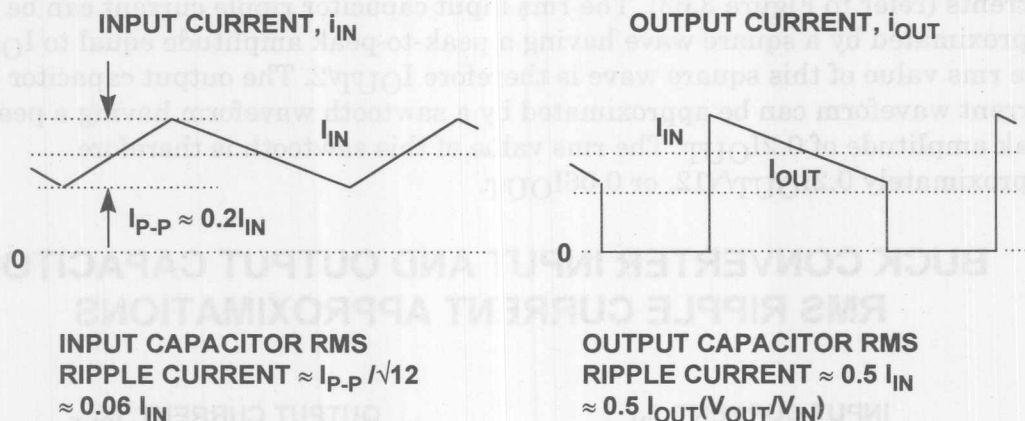 INPUT CURRENT, iIN
IIN
IP-P ≈ 0.2IIN
0
INPUT CAPACITOR RMS
RIPPLE CURRENT ≈ IP-P /√12
≈ 0.06 IIN
OUTPUT CURRENT, iOUT
IIN
IOUT
0
OUTPUT CAPACITOR RMS
RIPPLE CURRENT ≈ 0.5 IIN
≈ 0.5 IOUT(VOUT/VIN)